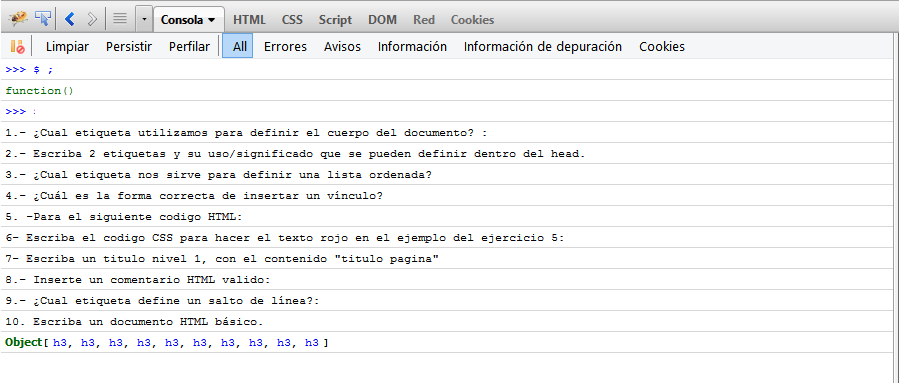 Consola HTML CSS Script DOM Red Cookies
Limpiar Persistir Perfilar All Errores Avisos Información Información de depuración Cookies
>>> $ ;
function()
>>> :
1.- ¿Cual etiqueta utilizamos para definir el cuerpo del documento? :
2.- Escriba 2 etiquetas y su uso/significado que se pueden definir dentro del head.
3.- ¿Cual etiqueta nos sirve para definir una lista ordenada?
4.- ¿Cuál es la forma correcta de insertar un vínculo?
5. -Para el siguiente codigo HTML:
6- Escriba el codigo CSS para hacer el texto rojo en el ejemplo del ejercicio 5:
7- Escriba un titulo nivel 1, con el contenido "titulo pagina"
8.- Inserte un comentario HTML valido:
9.- ¿Cual etiqueta define un salto de línea?:
10. Escriba un documento HTML básico.
Object[ h3, h3, h3, h3, h3, h3, h3, h3, h3, h3 ]